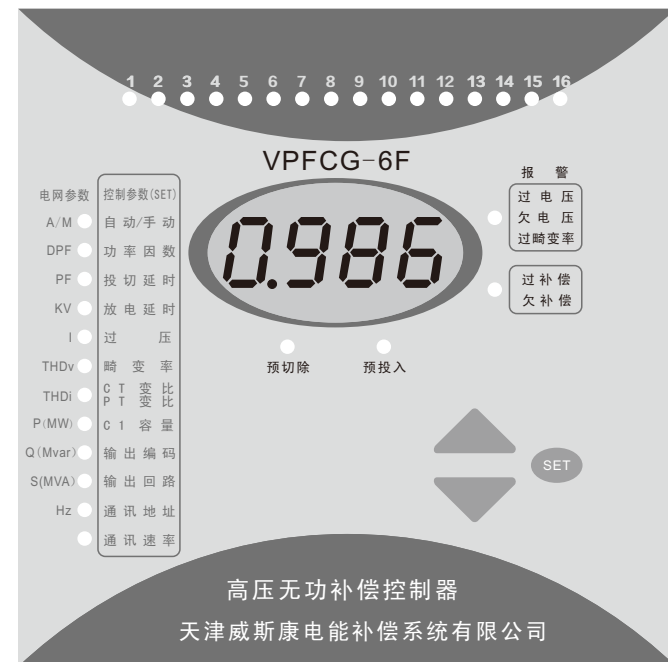 1 2 3 4 5 6 7 8 9 10 11 12 13 14 15 16
VPFCG-6F
0.986
预切除 预投入
电网参数 控制参数(SET)
A/M 自动/手动
DPF 功率因数
PF 投切延时
KV 放电延时
I 过压
THDv 畸变率
THDi CT变比
PT变比
P(MW) C1容量
Q(Mvar) 输出编码
S(MVA) 输出回路
Hz 通讯地址
通讯速率
报警
过电压
欠电压
过畸变率
过补偿
欠补偿
SET
高压无功补偿控制器
天津威斯康电能补偿系统有限公司